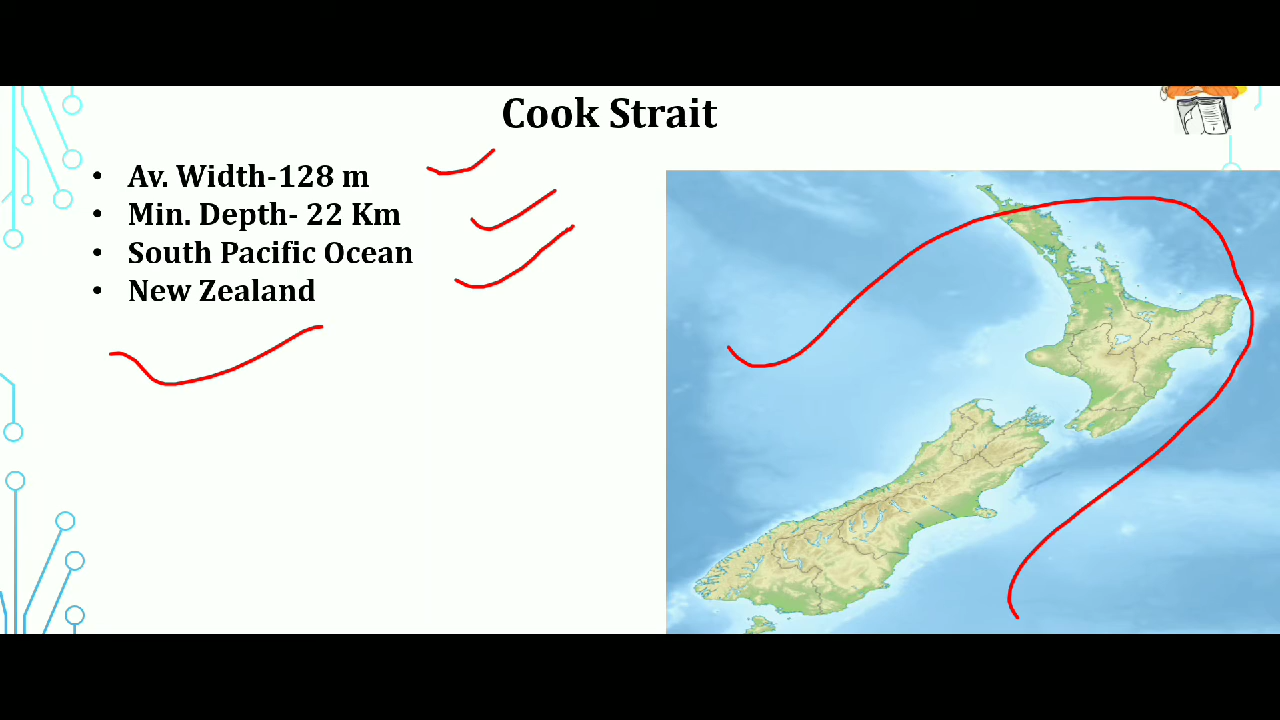 Cook Strait
• Av. Width-128 m
• Min. Depth- 22 Km
• South Pacific Ocean
• New Zealand